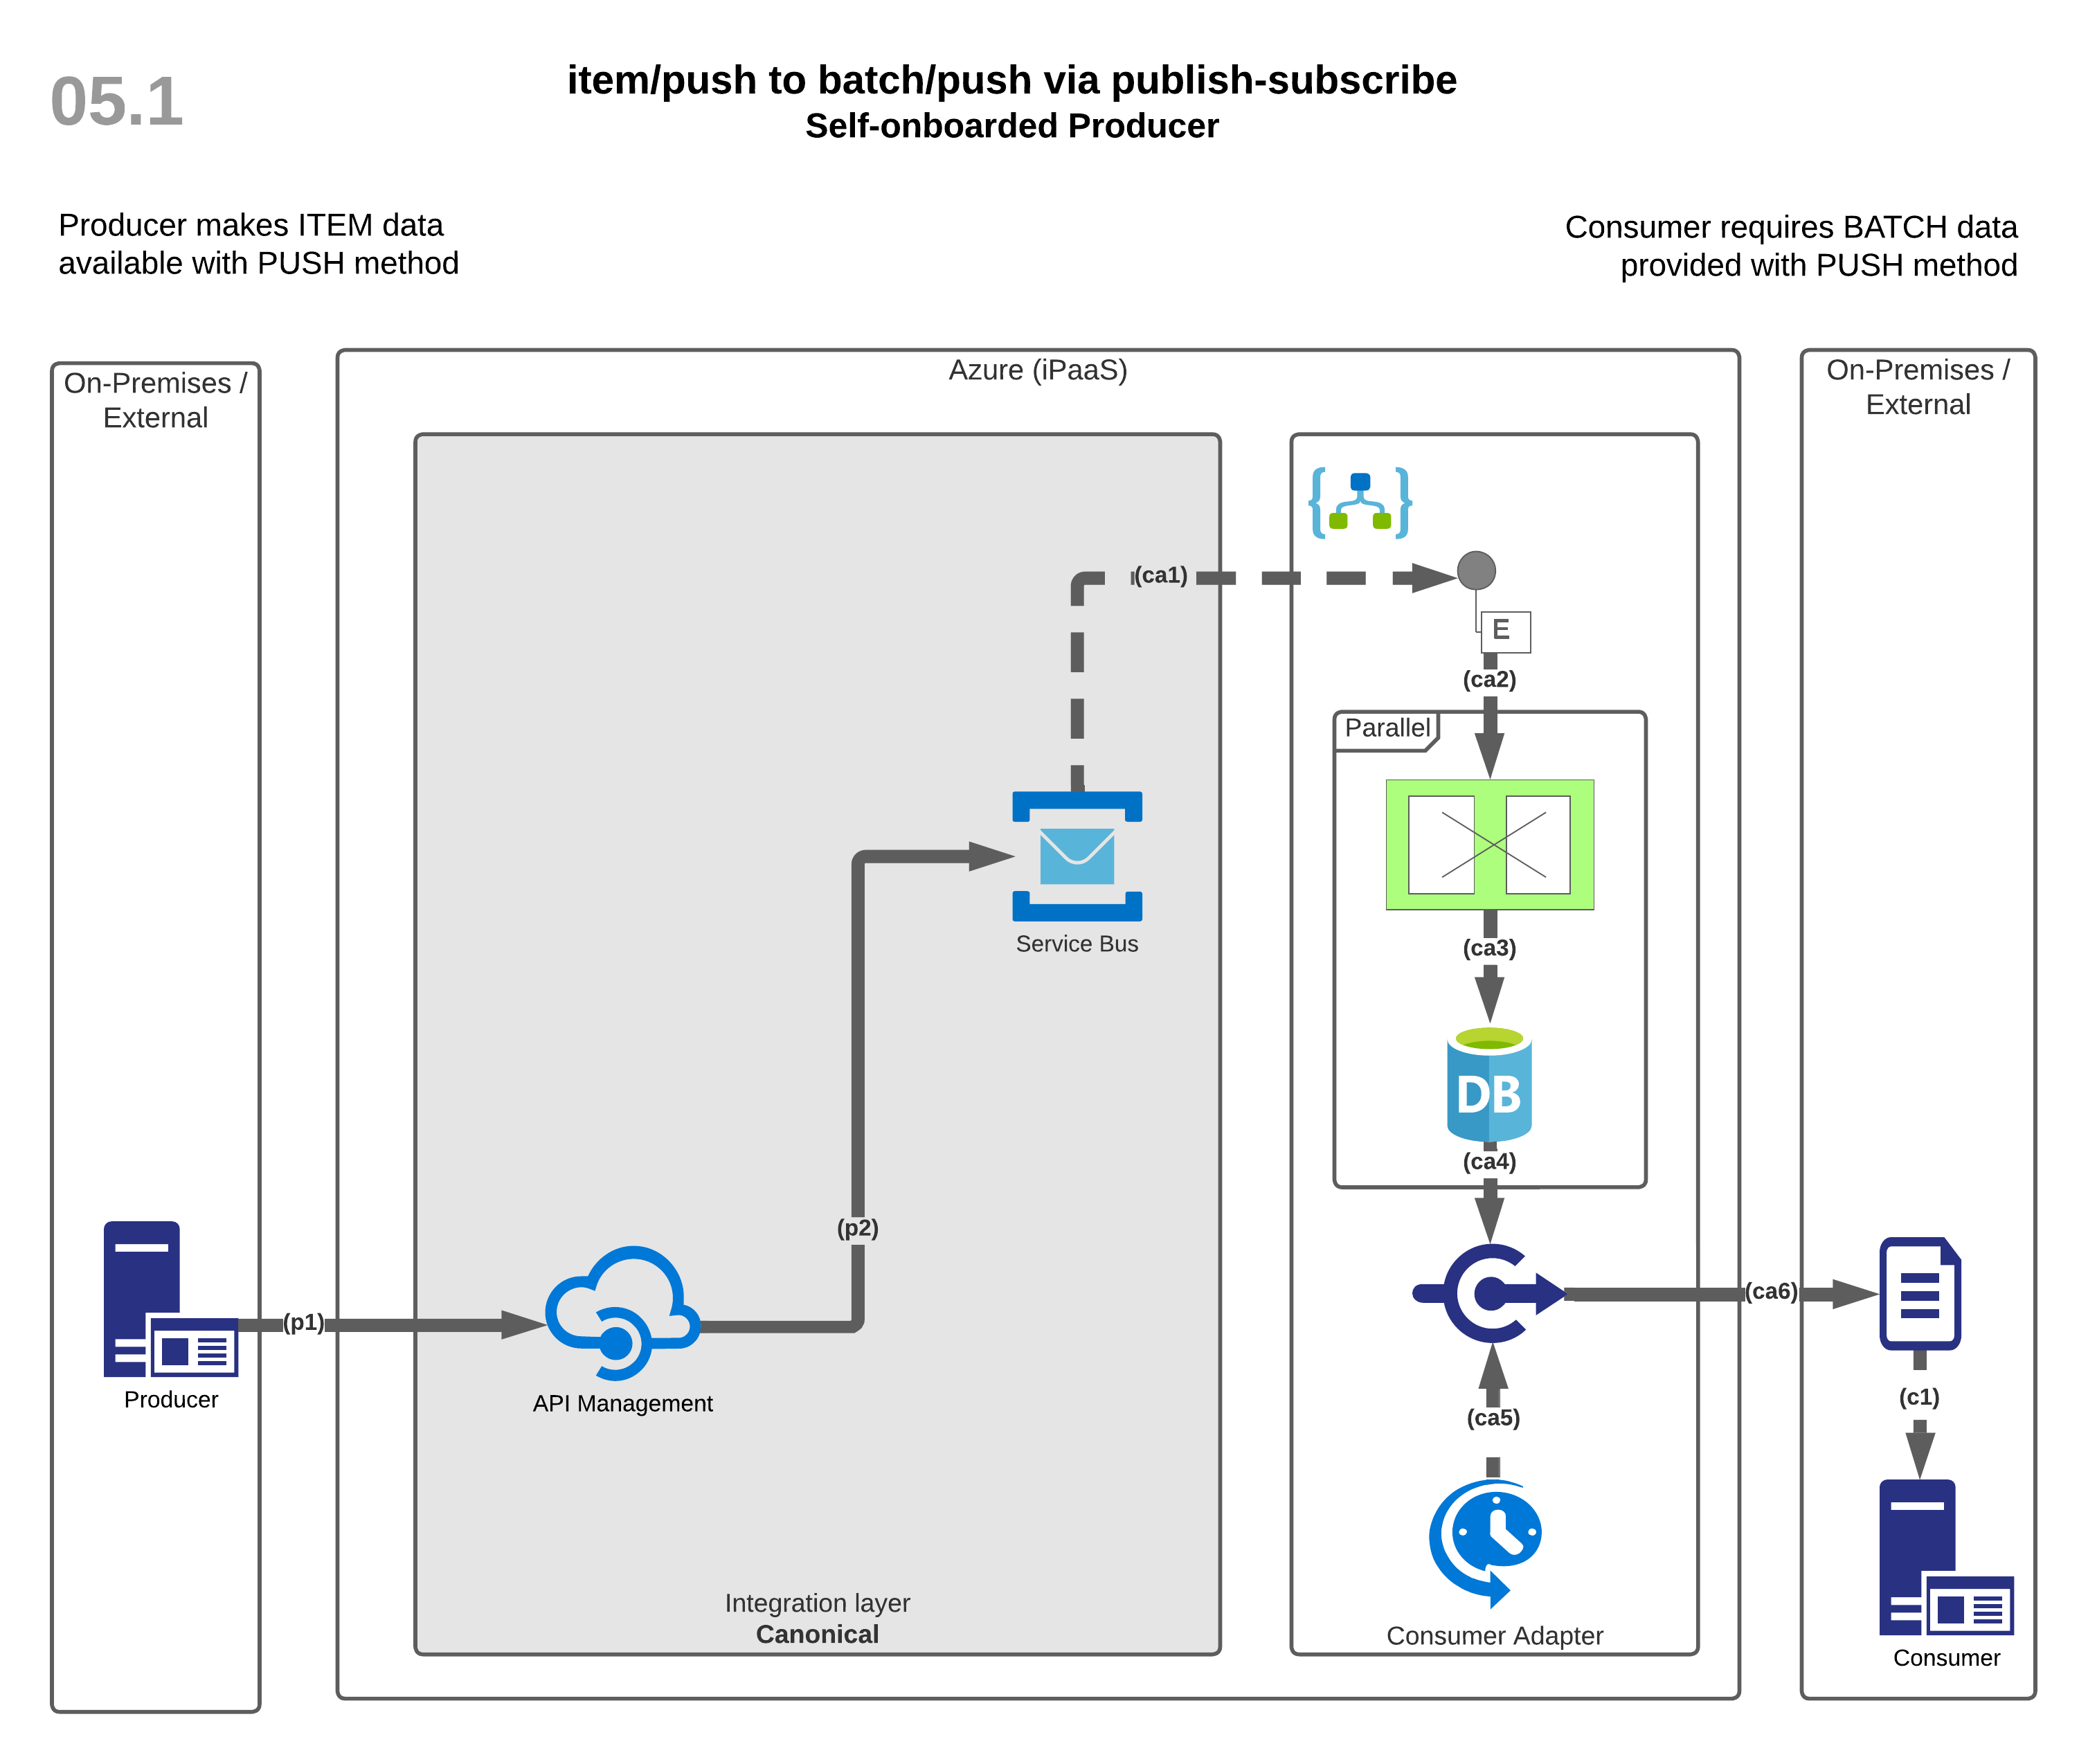 05.1
item/push to batch/push via publish-subscribe
Self-onboarded Producer
Producer makes ITEM data
available with PUSH method
Consumer requires BATCH data
provided with PUSH method
On-Premises /
External
Azure (iPaaS)
On-Premises /
External
(ca1)
E
(ca2)
Parallel
Service Bus
(ca3)
DB
(ca4)
(p2)
(ca6)
(p1)
Producer
API Management
(c1)
(ca5)
Integration layer
Canonical
Consumer Adapter
Consumer